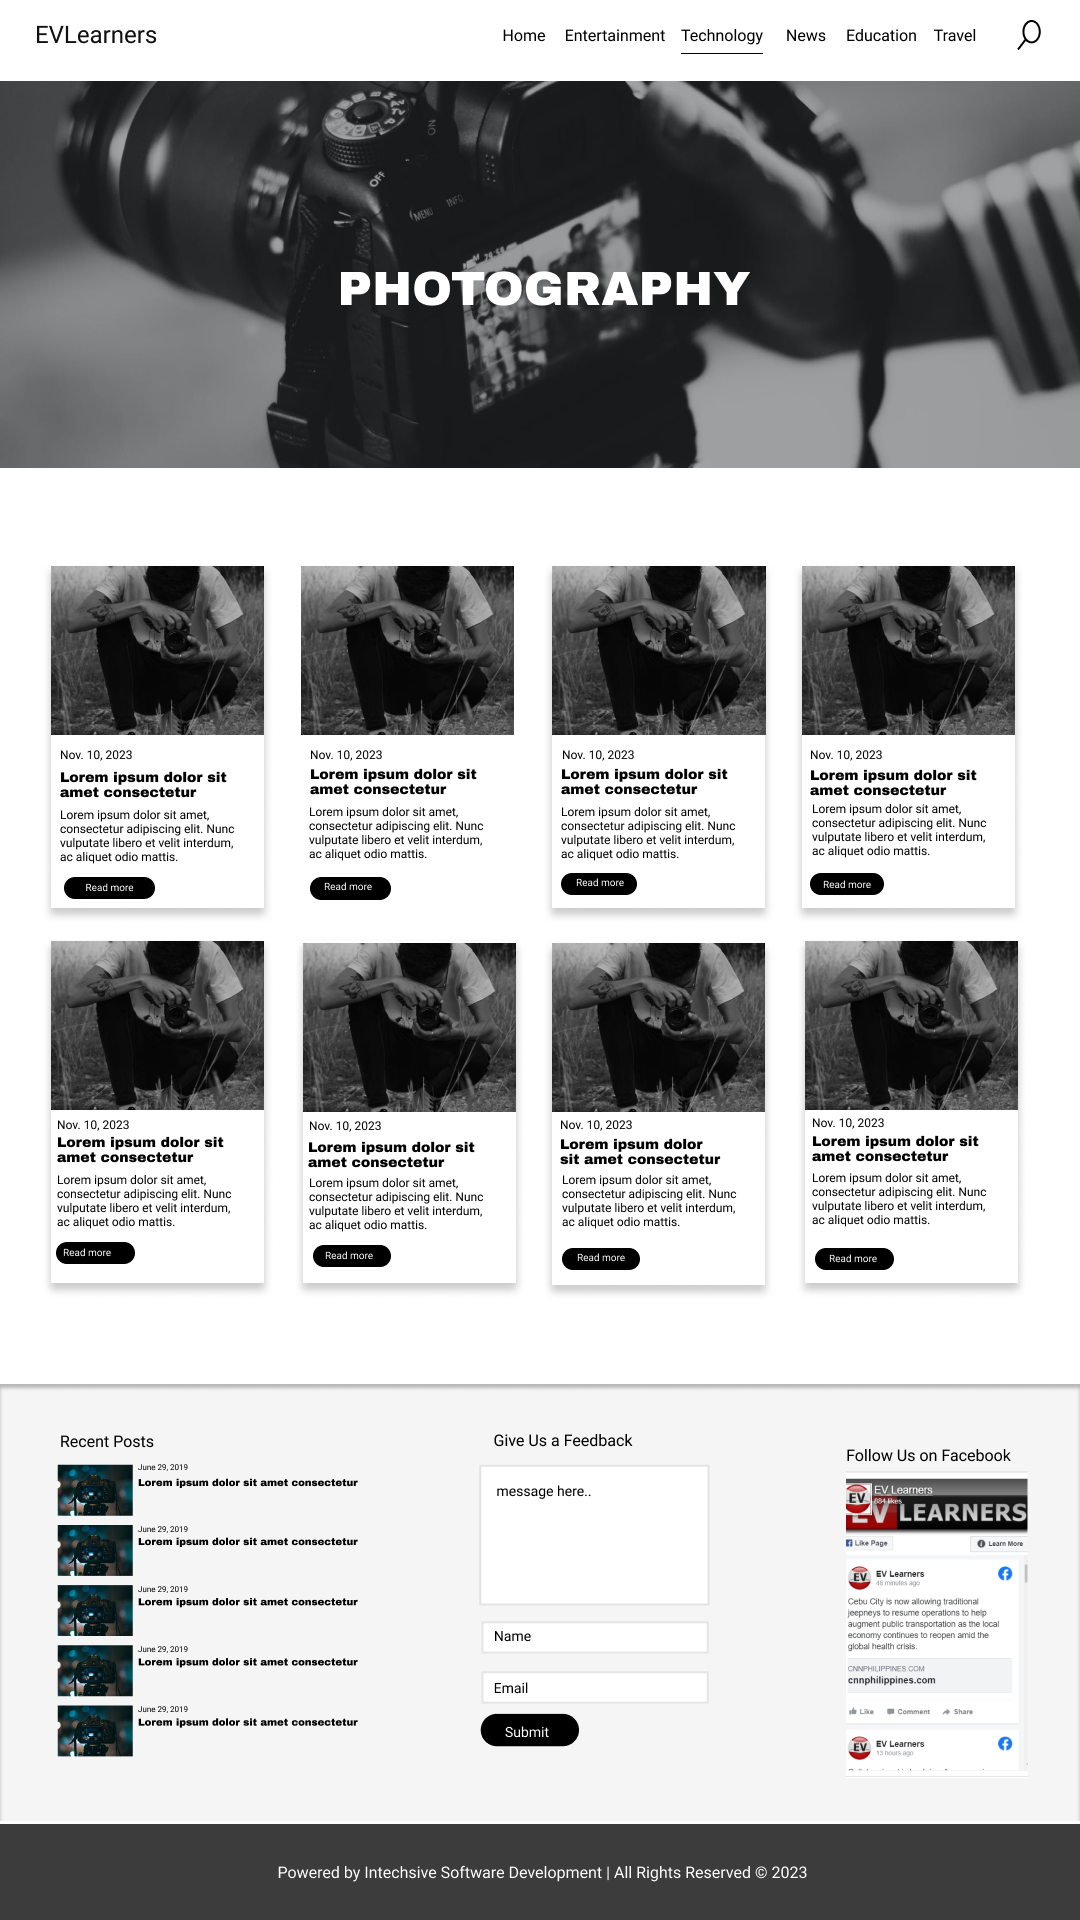 EVLearners
Home Entertainment Technology News Education Travel
ON
OFF
MENU INFO
PHOTOGRAPHY
Nov. 10, 2023
Lorem ipsum dolor sit
amet consectetur
Lorem ipsum dolor sit amet,
consectetur adipiscing elit. Nunc
vulputate libero et velit interdum,
ac aliquet odio mattis.
Read more
Nov. 10, 2023
Lorem ipsum dolor sit
amet consectetur
Lorem ipsum dolor sit amet,
consectetur adipiscing elit. Nunc
vulputate libero et velit interdum,
ac aliquet odio mattis.
Read more
Nov. 10, 2023
Lorem ipsum dolor sit
amet consectetur
Lorem ipsum dolor sit amet,
consectetur adipiscing elit. Nunc
vulputate libero et velit interdum,
ac aliquet odio mattis.
Read more
Nov. 10, 2023
Lorem ipsum dolor sit
amet consectetur
Lorem ipsum dolor sit amet,
consectetur adipiscing elit. Nunc
vulputate libero et velit interdum,
ac aliquet odio mattis.
Read more
Nov. 10, 2023
Lorem ipsum dolor sit
amet consectetur
Lorem ipsum dolor sit amet,
consectetur adipiscing elit. Nunc
vulputate libero et velit interdum,
ac aliquet odio mattis.
Read more
Nov. 10, 2023
Lorem ipsum dolor sit
amet consectetur
Lorem ipsum dolor sit amet,
consectetur adipiscing elit. Nunc
vulputate libero et velit interdum,
ac aliquet odio mattis.
Read more
Nov. 10, 2023
Lorem ipsum dolor
sit amet consectetur
Lorem ipsum dolor sit amet,
consectetur adipiscing elit. Nunc
vulputate libero et velit interdum,
ac aliquet odio mattis.
Read more
Nov. 10, 2023
Lorem ipsum dolor sit
amet consectetur
Lorem ipsum dolor sit amet,
consectetur adipiscing elit. Nunc
vulputate libero et velit interdum,
ac aliquet odio mattis.
Read more
Recent Posts
June 29, 2019
Lorem ipsum dolor sit amet consectetur
June 29, 2019
Lorem ipsum dolor sit amet consectetur
June 29, 2019
Lorem ipsum dolor sit amet consectetur
June 29, 2019
Lorem ipsum dolor sit amet consectetur
June 29, 2019
Lorem ipsum dolor sit amet consectetur
Give Us a Feedback
message here..
Name
Email
Submit
Follow Us on Facebook
EV
EV Learners
likes
EV LEARNERS
Like Page
Learn More
EV
EV Learners
46 minutes ago
Cebu City is now allowing traditional
jeepneys to resume operations to help
augment public transportation as the local
economy continues to reopen amid the
global health crisis.
CNNPHILIPPINES.COM
cnnphilippines.com
Like Comment Share
EV
EV Learners
13 hours ago
Powered by Intechsive Software Development | All Rights Reserved © 2023